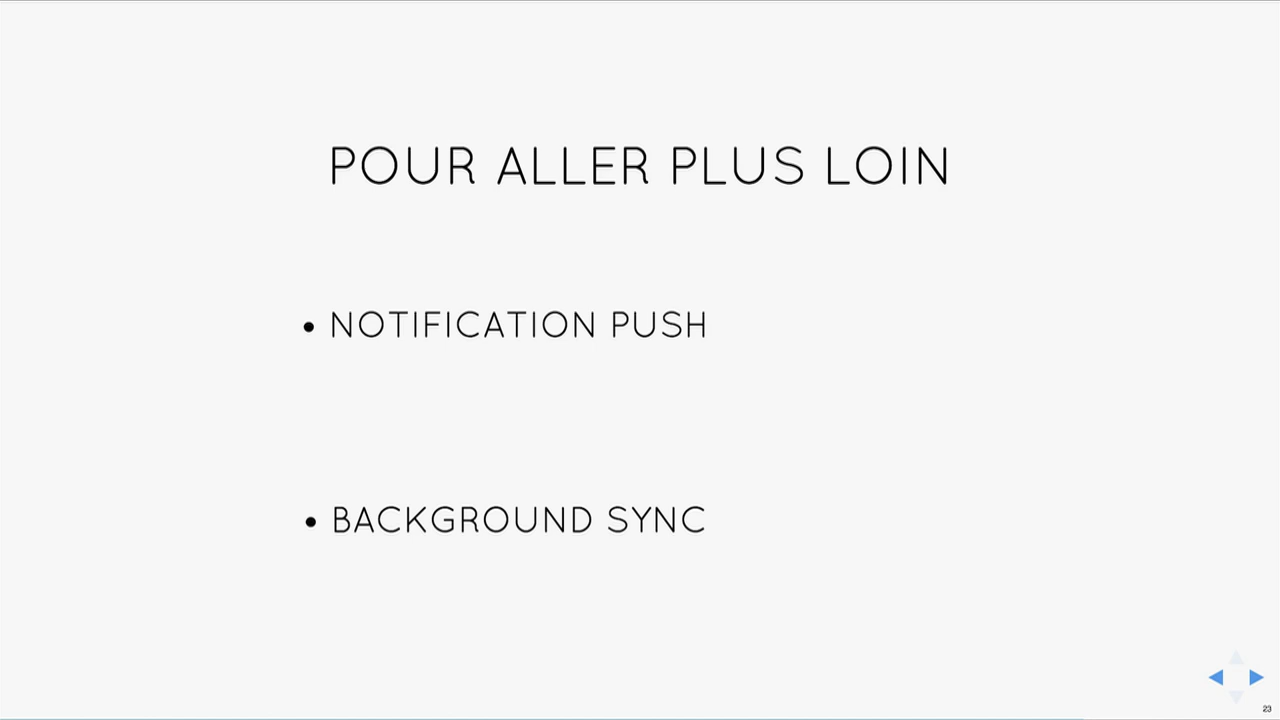 POUR ALLER PLUS LOIN
• NOTIFICATION PUSH
• BACKGROUND SYNC
23